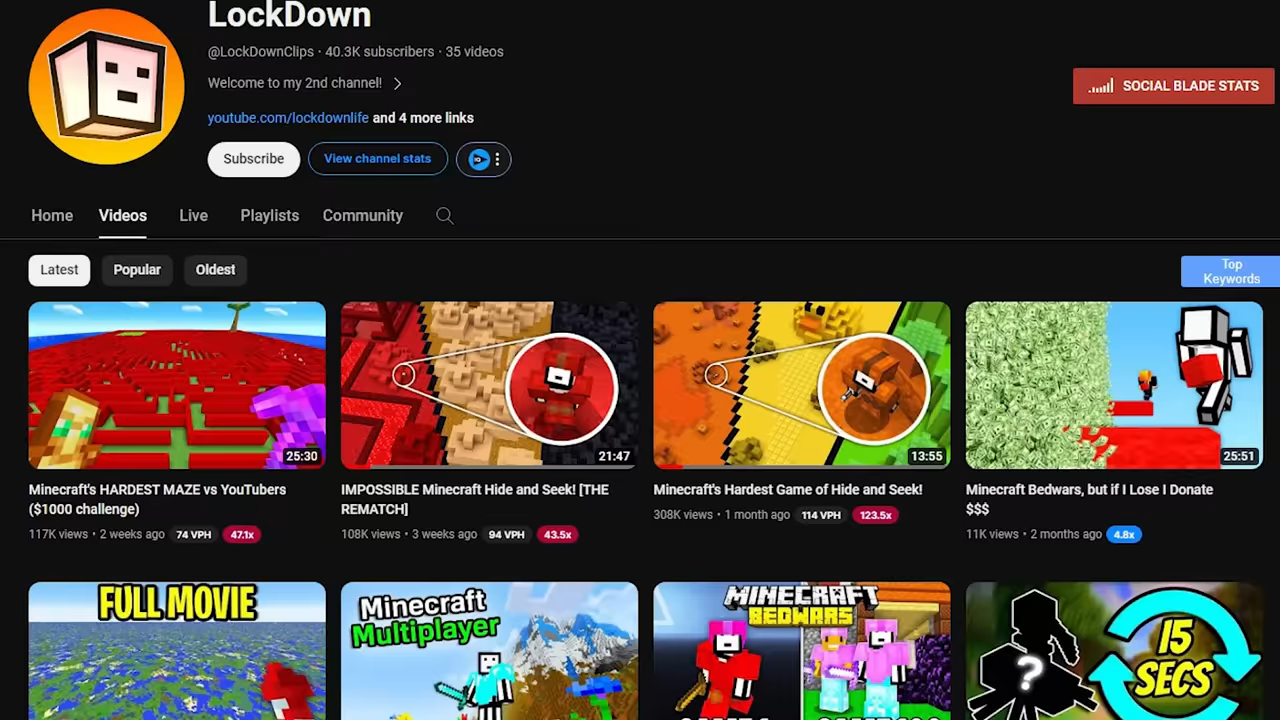 LockDown
@LockDownClips · 40.3K subscribers · 35 videos
Welcome to my 2nd channel!
SOCIAL BLADE STATS
youtube.com/lockdownlife and 4 more links
Subscribe
View channel stats
Home
Videos
Live
Playlists
Community
Latest
Popular
Oldest
Top
Keywords
25:30
21:47
13:55
25:51
Minecraft's HARDEST MAZE vs YouTubers
($1000 challenge)
117K views · 2 weeks ago 74 VPH 47.1x
IMPOSSIBLE Minecraft Hide and Seek! [THE
REMATCH]
108K views · 3 weeks ago 94 VPH 43.5x
Minecraft's Hardest Game of Hide and Seek!
308K views · 1 month ago 114 VPH 123.5x
Minecraft Bedwars, but if I Lose I Donate
$$$
11K views · 2 months ago 4.8x
FULL MOVIE
Minecraft
Multiplayer
MINECRAFT
BEDWARS
?
15
SECS